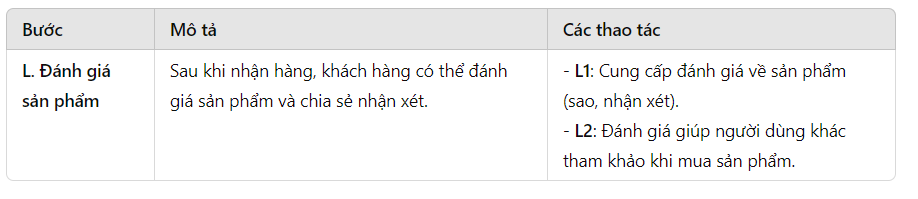 Bước Mô tả Các thao tác
L. Đánh giá
sản phẩm
Sau khi nhận hàng, khách hàng có thể đánh
giá sản phẩm và chia sẻ nhận xét.
- L1: Cung cấp đánh giá về sản phẩm
(sao, nhận xét).
- L2: Đánh giá giúp người dùng khác
tham khảo khi mua sản phẩm.